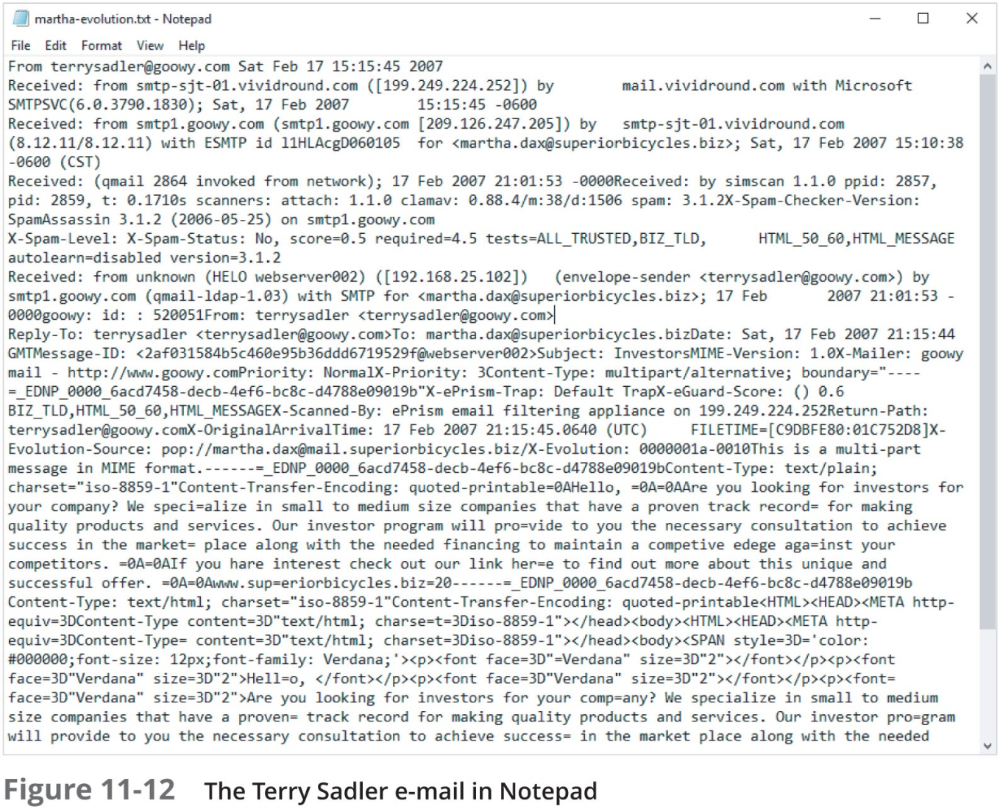 martha-evolution.txt - Notepad
File Edit Format View Help
From terrysadler@goowy.com Sat Feb 17 15:15:45 2007
Received: from smtp-sjt-01.vividround.com ([199.249.224.252]) by mail.vividround.com with Microsoft
SMTPSVC(6.0.3790.1830); Sat, 17 Feb 2007 15:15:45 -0600
Received: from smtp1.goowy.com (smtp1.goowy.com [209.126.247.205]) by smtp-sjt-01.vividround.com
(8.12.11/8.12.11) with ESMTP id l1HLAcgD060105 for <martha.dax@superiorbicycles.biz>; Sat, 17 Feb 2007 15:10:38
-0600 (CST)
Received: (qmail 2864 invoked from network); 17 Feb 2007 21:01:53 -0000Received: by simscan 1.1.0 ppid: 2857,
pid: 2859, t: 0.1710s scanners: attach: 1.1.0 clamav: 0.88.4/m:38/d:1506 spam: 3.1.2X-Spam-Checker-Version:
SpamAssassin 3.1.2 (2006-05-25) on smtp1.goowy.com
X-Spam-Level: X-Spam-Status: No, score=0.5 required=4.5 tests=ALL_TRUSTED,BIZ_TLD, HTML_50_60,HTML_MESSAGE
autolearn=disabled version=3.1.2
Received: from unknown (HELO webserver002) ([192.168.25.102]) (envelope-sender <terrysadler@goowy.com>) by
smtp1.goowy.com (qmail-ldap-1.03) with SMTP for <martha.dax@superiorbicycles.biz>; 17 Feb 2007 21:01:53 -
0000goowy: id: : 520051From: terrysadler <terrysadler@goowy.com>
Reply-To: terrysadler <terrysadler@goowy.com>To: martha.dax@superiorbicycles.bizDate: Sat, 17 Feb 2007 21:15:44
GMTMessage-ID: <2af031584b5c460e95b36ddd6719529f@webserver002>Subject: InvestorsMIME-Version: 1.0X-Mailer: goowy
mail - http://www.goowy.comPriority: NormalX-Priority: 3Content-Type: multipart/alternative; boundary="----
=_EDNP_0000_6acd7458-decb-4ef6-bc8c-d4788e09019b"X-ePrism-Trap: Default TrapX-eGuard-Score: () 0.6
BIZ_TLD,HTML_50_60,HTML_MESSAGEX-Scanned-By: ePrism email filtering appliance on 199.249.224.252Return-Path:
terrysadler@goowy.comX-OriginalArrivalTime: 17 Feb 2007 21:15:45.0640 (UTC) FILETIME=[C9DBFE80:01C752D8]X-
Evolution-Source: pop://martha.dax@mail.superiorbicycles.biz/X-Evolution: 0000001a-0010This is a multi-part
message in MIME format.------=_EDNP_0000_6acd7458-decb-4ef6-bc8c-d4788e09019bContent-Type: text/plain;
charset="iso-8859-1"Content-Transfer-Encoding: quoted-printable=0AHello, =0A=0AAre you looking for investors for
your company? We speci=alize in small to medium size companies that have a proven track record= for making
quality products and services. Our investor program will pro=vide to you the necessary consultation to achieve
success in the market= place along with the needed financing to maintain a competive edege aga=inst your
competitors. =0A=0AIf you hare interest check out our link her=e to find out more about this unique and
successful offer. =0A=0Awww.sup=eriorbicycles.biz=20------=_EDNP_0000_6acd7458-decb-4ef6-bc8c-d4788e09019b
Content-Type: text/html; charset="iso-8859-1"Content-Transfer-Encoding: quoted-printable<HTML><HEAD><META http-
equiv=3DContent-Type content=3D"text/html; charse=t=3Diso-8859-1"></head><body><HTML><HEAD><META http-
equiv=3DContent-Type= content=3D"text/html; charset=3Diso-8859-1"></head><body><SPAN style=3D='color:
#000000;font-size: 12px;font-family: Verdana;'><p><font face=3D"=Verdana" size=3D"2"></font></p><p><font
face=3D"Verdana" size=3D"2">Hell=o, </font></p><p><font face=3D"Verdana" size=3D"2"></font></p><p><font=
face=3D"Verdana" size=3D"2">Are you looking for investors for your comp=any? We specialize in small to medium
size companies that have a proven= track record for making quality products and services. Our investor pro=gram
will provide to you the necessary consultation to achieve success= in the market place along with the needed
Figure 11-12 The Terry Sadler e-mail in Notepad